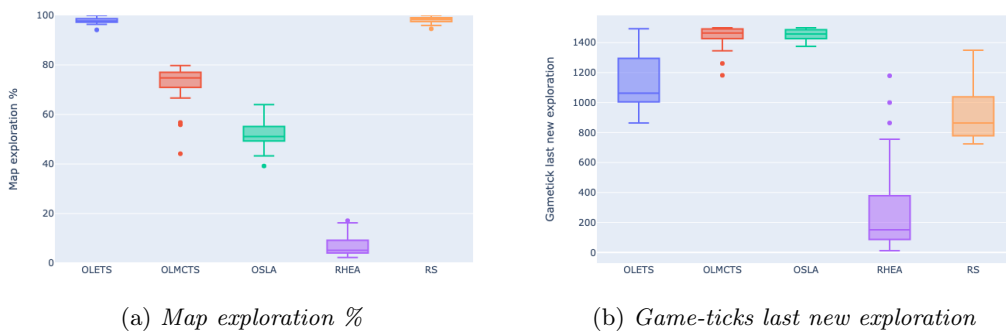 100
80
60
40
20
0
Map exploration %
OLETS OLMCTS OSLA RHEA RS
(a) Map exploration %
1400
1200
1000
800
600
400
200
0
Gametick last new exploration
OLETS OLMCTS OSLA RHEA RS
(b) Game-ticks last new exploration